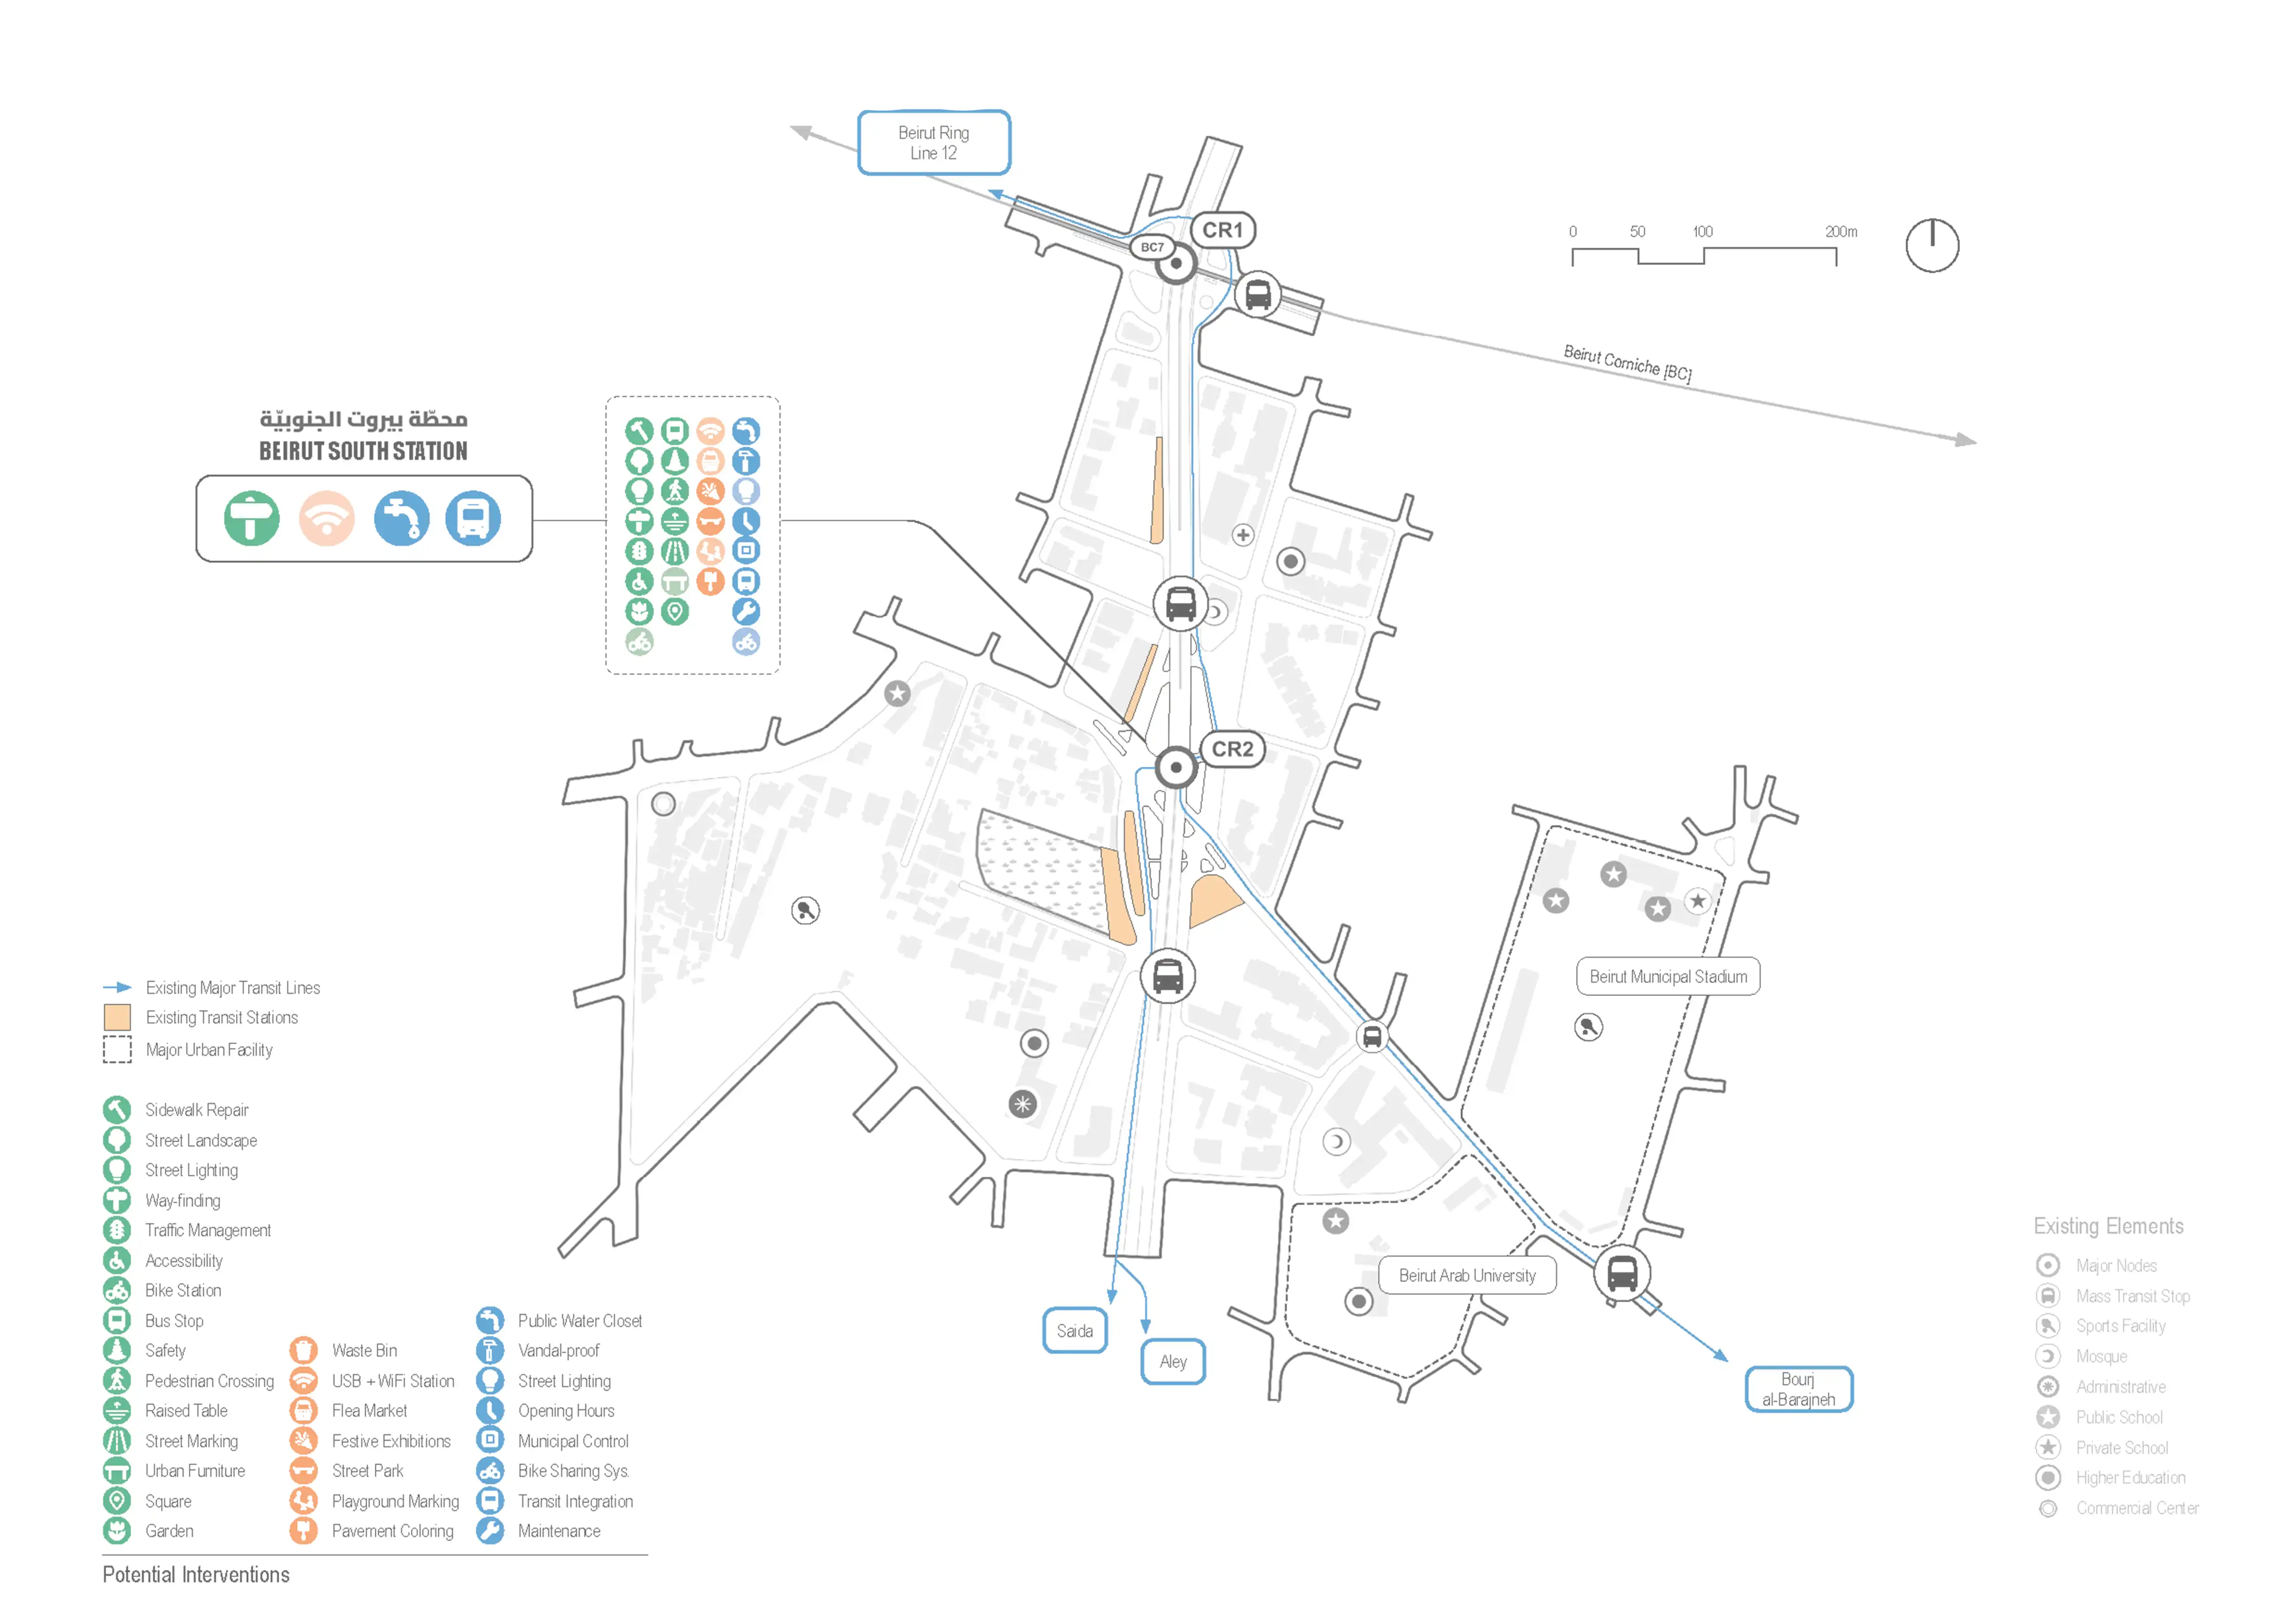 Beirut Ring
Line 12
CR1
BC7
0 50 100 200m
Beirut Corniche [BC]
محطّة بيروت الجنوبيّة
BEIRUT SOUTH STATION
CR2
Beirut Municipal Stadium
Existing Major Transit Lines
Existing Transit Stations
Major Urban Facility
Sidewalk Repair
Street Landscape
Street Lighting
Way-finding
Traffic Management
Accessibility
Bike Station
Bus Stop
Safety
Pedestrian Crossing
Raised Table
Street Marking
Urban Furniture
Square
Garden
Waste Bin
USB + WiFi Station
Flea Market
Festive Exhibitions
Street Park
Playground Marking
Pavement Coloring
Public Water Closet
Vandal-proof
Street Lighting
Opening Hours
Municipal Control
Bike Sharing Sys.
Transit Integration
Maintenance
Potential Interventions
Beirut Arab University
Saida
Aley
Bourj
al-Barajneh
Existing Elements
Major Nodes
Mass Transit Stop
Sports Facility
Mosque
Administrative
Public School
Private School
Higher Education
Commercial Center